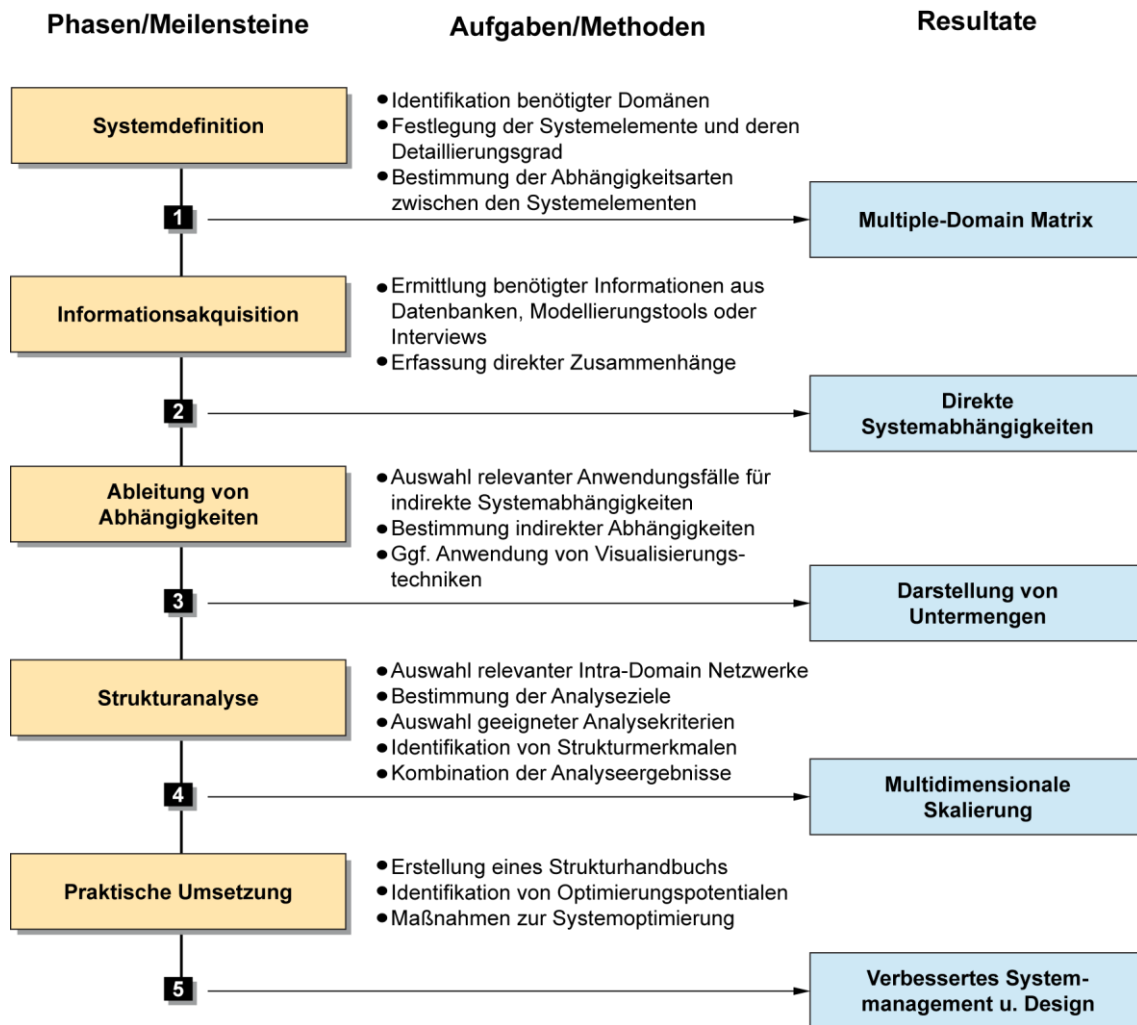 Phasen/Meilensteine
Aufgaben/Methoden
Resultate
Systemdefinition
● Identifikation benötigter Domänen
● Festlegung der Systemelemente und deren
Detaillierungsgrad
● Bestimmung der Abhängigkeitsarten
zwischen den Systemelementen
1
Multiple-Domain Matrix
Informationsakquisition
● Ermittlung benötigter Informationen aus
Datenbanken, Modellierungstools oder
Interviews
● Erfassung direkter Zusammenhänge
2
Direkte
Systemabhängigkeiten
Ableitung von
Abhängigkeiten
● Auswahl relevanter Anwendungsfälle für
indirekte Systemabhängigkeiten
● Bestimmung indirekter Abhängigkeiten
● Ggf. Anwendung von Visualisierungs-
techniken
3
Darstellung von
Untermengen
Strukturanalyse
● Auswahl relevanter Intra-Domain Netzwerke
● Bestimmung der Analyseziele
● Auswahl geeigneter Analysekriterien
● Identifikation von Strukturmerkmalen
● Kombination der Analyseergebnisse
4
Multidimensionale
Skalierung
Praktische Umsetzung
● Erstellung eines Strukturhandbuchs
● Identifikation von Optimierungspotentialen
● Maßnahmen zur Systemoptimierung
5
Verbessertes System-
management u. Design